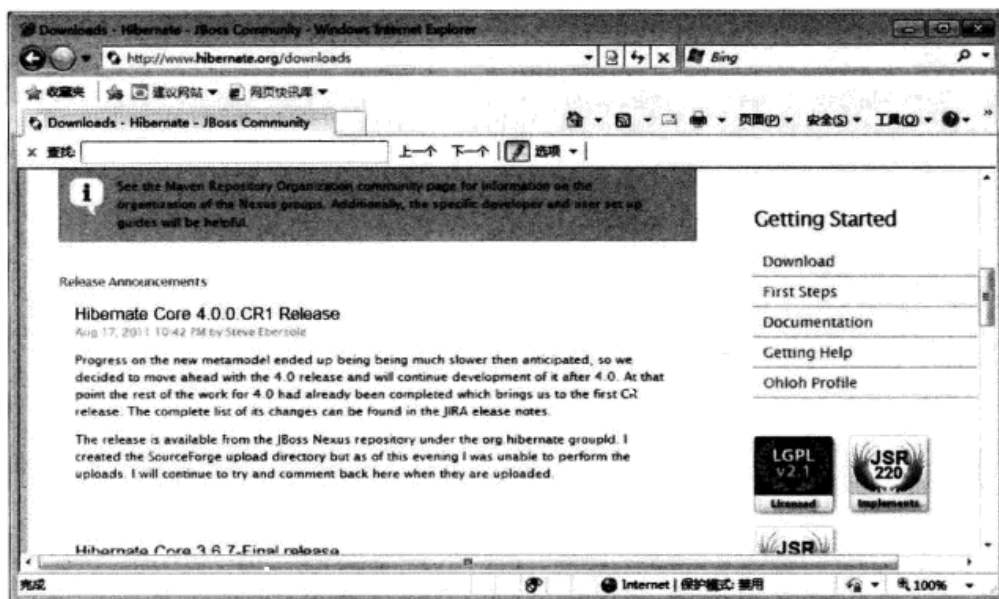 Downloads - Hibernate - JBoss Community - Windows Internet Explorer
http://www.hibernate.org/downloads
Bing
收藏夹
建议网站
网页快讯库
Downloads - Hibernate - JBoss Community
页面(P)
安全(S)
工具(O)
»
× 查找:
上一个 下一个
选项
See the Maven Repository Organization community page for information on the
organization of the Nexus groups. Additionally, the specific developer and user set up
guides will be helpful.
Release Announcements
Hibernate Core 4.0.0.CR1 Release
Aug 17, 2011 10:42 PM by Steve Ebersole
Progress on the new metamodel ended up being being much slower then anticipated, so we
decided to move ahead with the 4.0 release and will continue development of it after 4.0. At that
point the rest of the work for 4.0 had already been completed which brings us to the first CR
release. The complete list of its changes can be found in the JIRA elease notes.
The release is available from the JBoss Nexus repository under the org.hibernate groupId. I
created the SourceForge upload directory but as of this evening I was unable to perform the
uploads. I will continue to try and comment back here when they are uploaded.
Hibernate Core 3.6.7-Final release
Getting Started
Download
First Steps
Documentation
Getting Help
Ohloh Profile
LGPL
v2.1
Licensed
JSR
220
Implements
JSR
完成
Internet | 保护模式: 禁用
100%